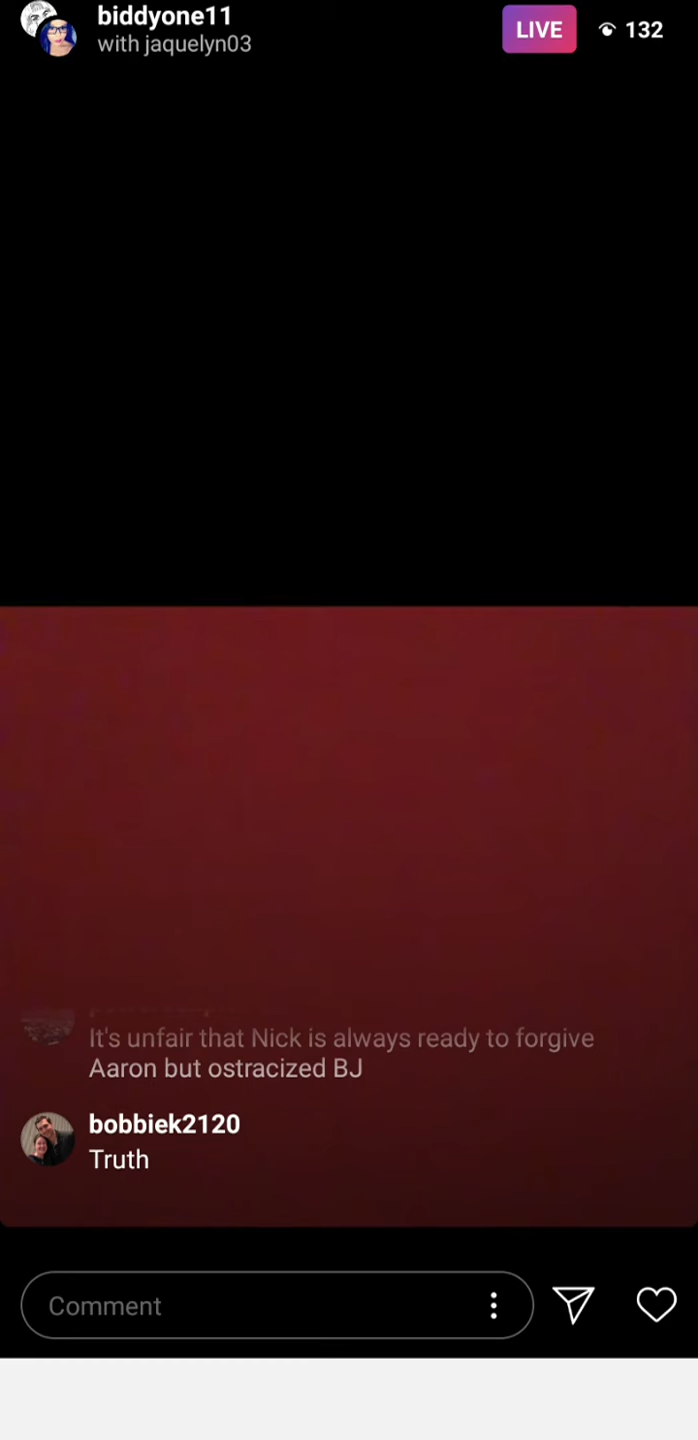 biddyone11
with jaquelyn03
LIVE
132
It's unfair that Nick is always ready to forgive
Aaron but ostracized BJ
bobbiek2120
Truth
Comment